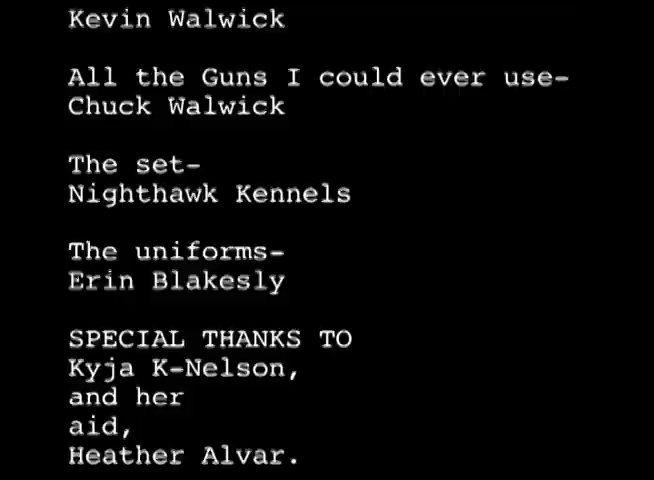 Kevin Walwick
All the Guns I could ever use-
Chuck Walwick
The set-
Nighthawk Kennels
The uniforms-
Erin Blakesly
SPECIAL THANKS TO
Kyja K-Nelson,
and her
aid,
Heather Alvar.